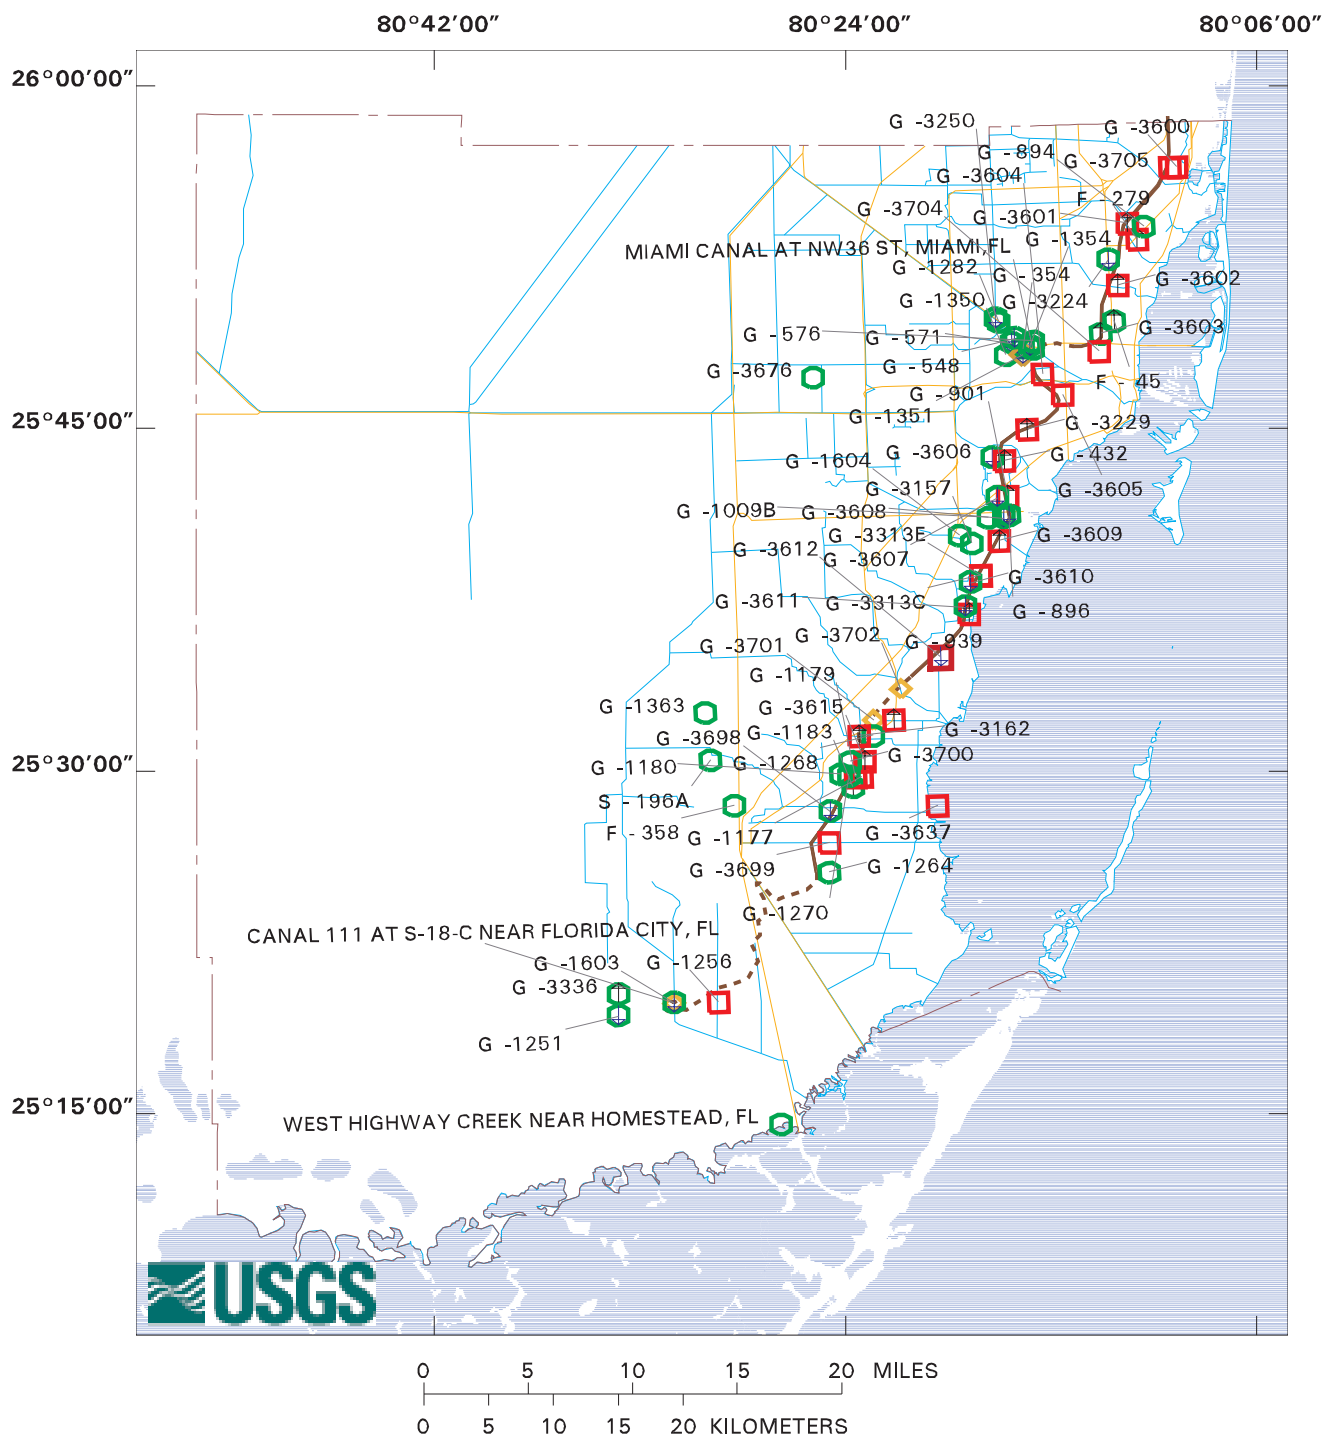 80°42'00" 80°24'00" 80°06'00"
26°00'00"
G -3250
G -3600
G - 894
G -3705
G -3604
F - 279
G -3704
G -3601
G -1354
MIAMI CANAL AT NW36 ST, MIAMI,FL
G -1282
G - 354
G -3602
G -1350
G -3224
G -3603
G - 576
G - 571
G -3676
G - 548
F - 45
G - 901
25°45'00"
G -1351
G -3229
G -3606
G - 432
G -1604
G -3157
G -3605
G -1009B
G -3608
G -3313E
G -3609
G -3612
G -3607
G -3610
G -3611
G -3313C
G - 896
G -3702
G - 939
G -3701
G -1179
G -1363
G -3615
G -3698
G -1183
G -3162
25°30'00"
G -1180
G -1268
G -3700
S - 196A
F - 358
G -1177
G -3637
G -3699
G -1264
G -1270
CANAL 111 AT S-18-C NEAR FLORIDA CITY, FL
G -1603
G -1256
G -3336
G -1251
25°15'00"
WEST HIGHWAY CREEK NEAR HOMESTEAD, FL
USGS
0 5 10 15 20 MILES
0 5 10 15 20 KILOMETERS